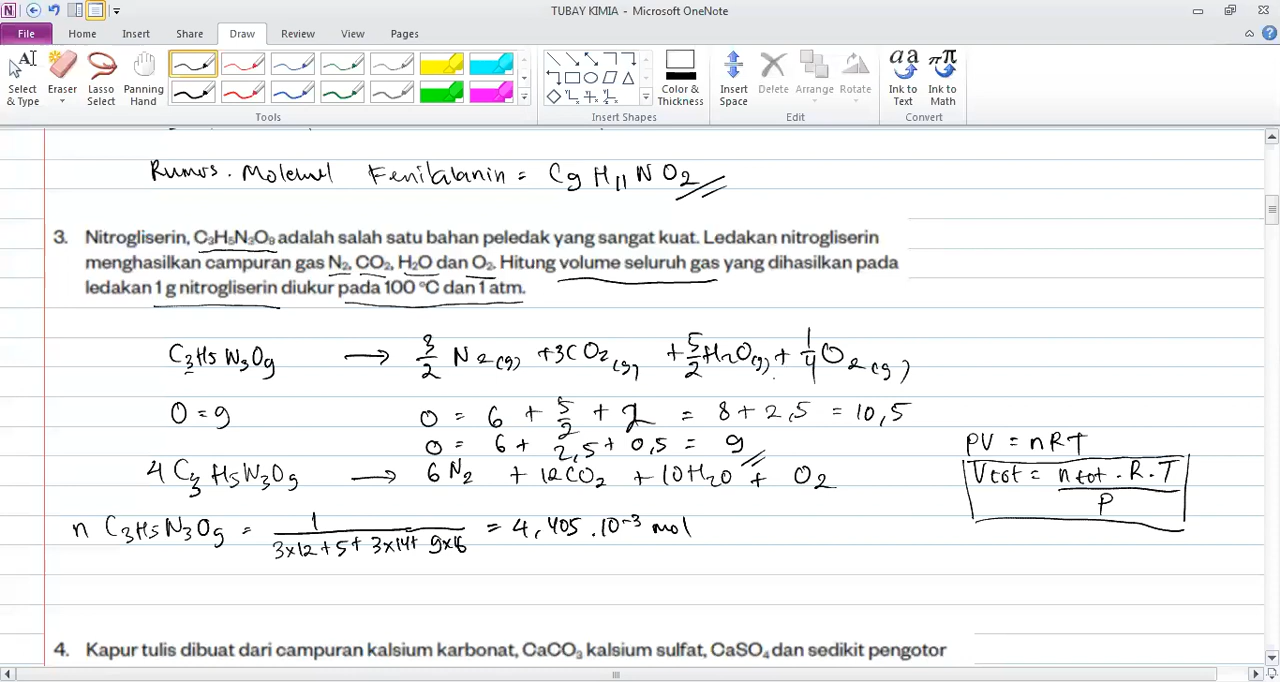 TUBAY KIMIA - Microsoft OneNote
File Home Insert Share Draw Review View Pages
Select & Type Eraser Lasso Select Panning Hand Color & Thickness Insert Space Delete Arrange Rotate Ink to Text Ink to Math
Tools Insert Shapes Edit Convert
Rumus. Molekul Fenilalanin = C9 H11 N O2
3. Nitrogliserin, C₃H₅N₃O₉ adalah salah satu bahan peledak yang sangat kuat. Ledakan nitrogliserin
menghasilkan campuran gas N₂, CO₂, H₂O dan O₂. Hitung volume seluruh gas yang dihasilkan pada
ledakan 1 g nitrogliserin diukur pada 100 °C dan 1 atm.
C3H5N3O9 → 3/2 N2(g) + 3CO2(g) + 5/2 H2O(g) + 1/4 O2(g)
O = 9 O = 6 + 5/2 + 2 = 8 + 2,5 = 10,5
O = 6 + 2,5 + 0,5 = 9
PV = nRT
4 C3H5N3O9 → 6N2 + 12CO2 + 10H2O + O2
Vtot = ntot . R . T / P
n C3H5N3O9 = 1 / 3x12+5+ 3x14+ 9x16 = 4,405 . 10⁻³ mol
4. Kapur tulis dibuat dari campuran kalsium karbonat, CaCO₃ kalsium sulfat, CaSO₄ dan sedikit pengotor